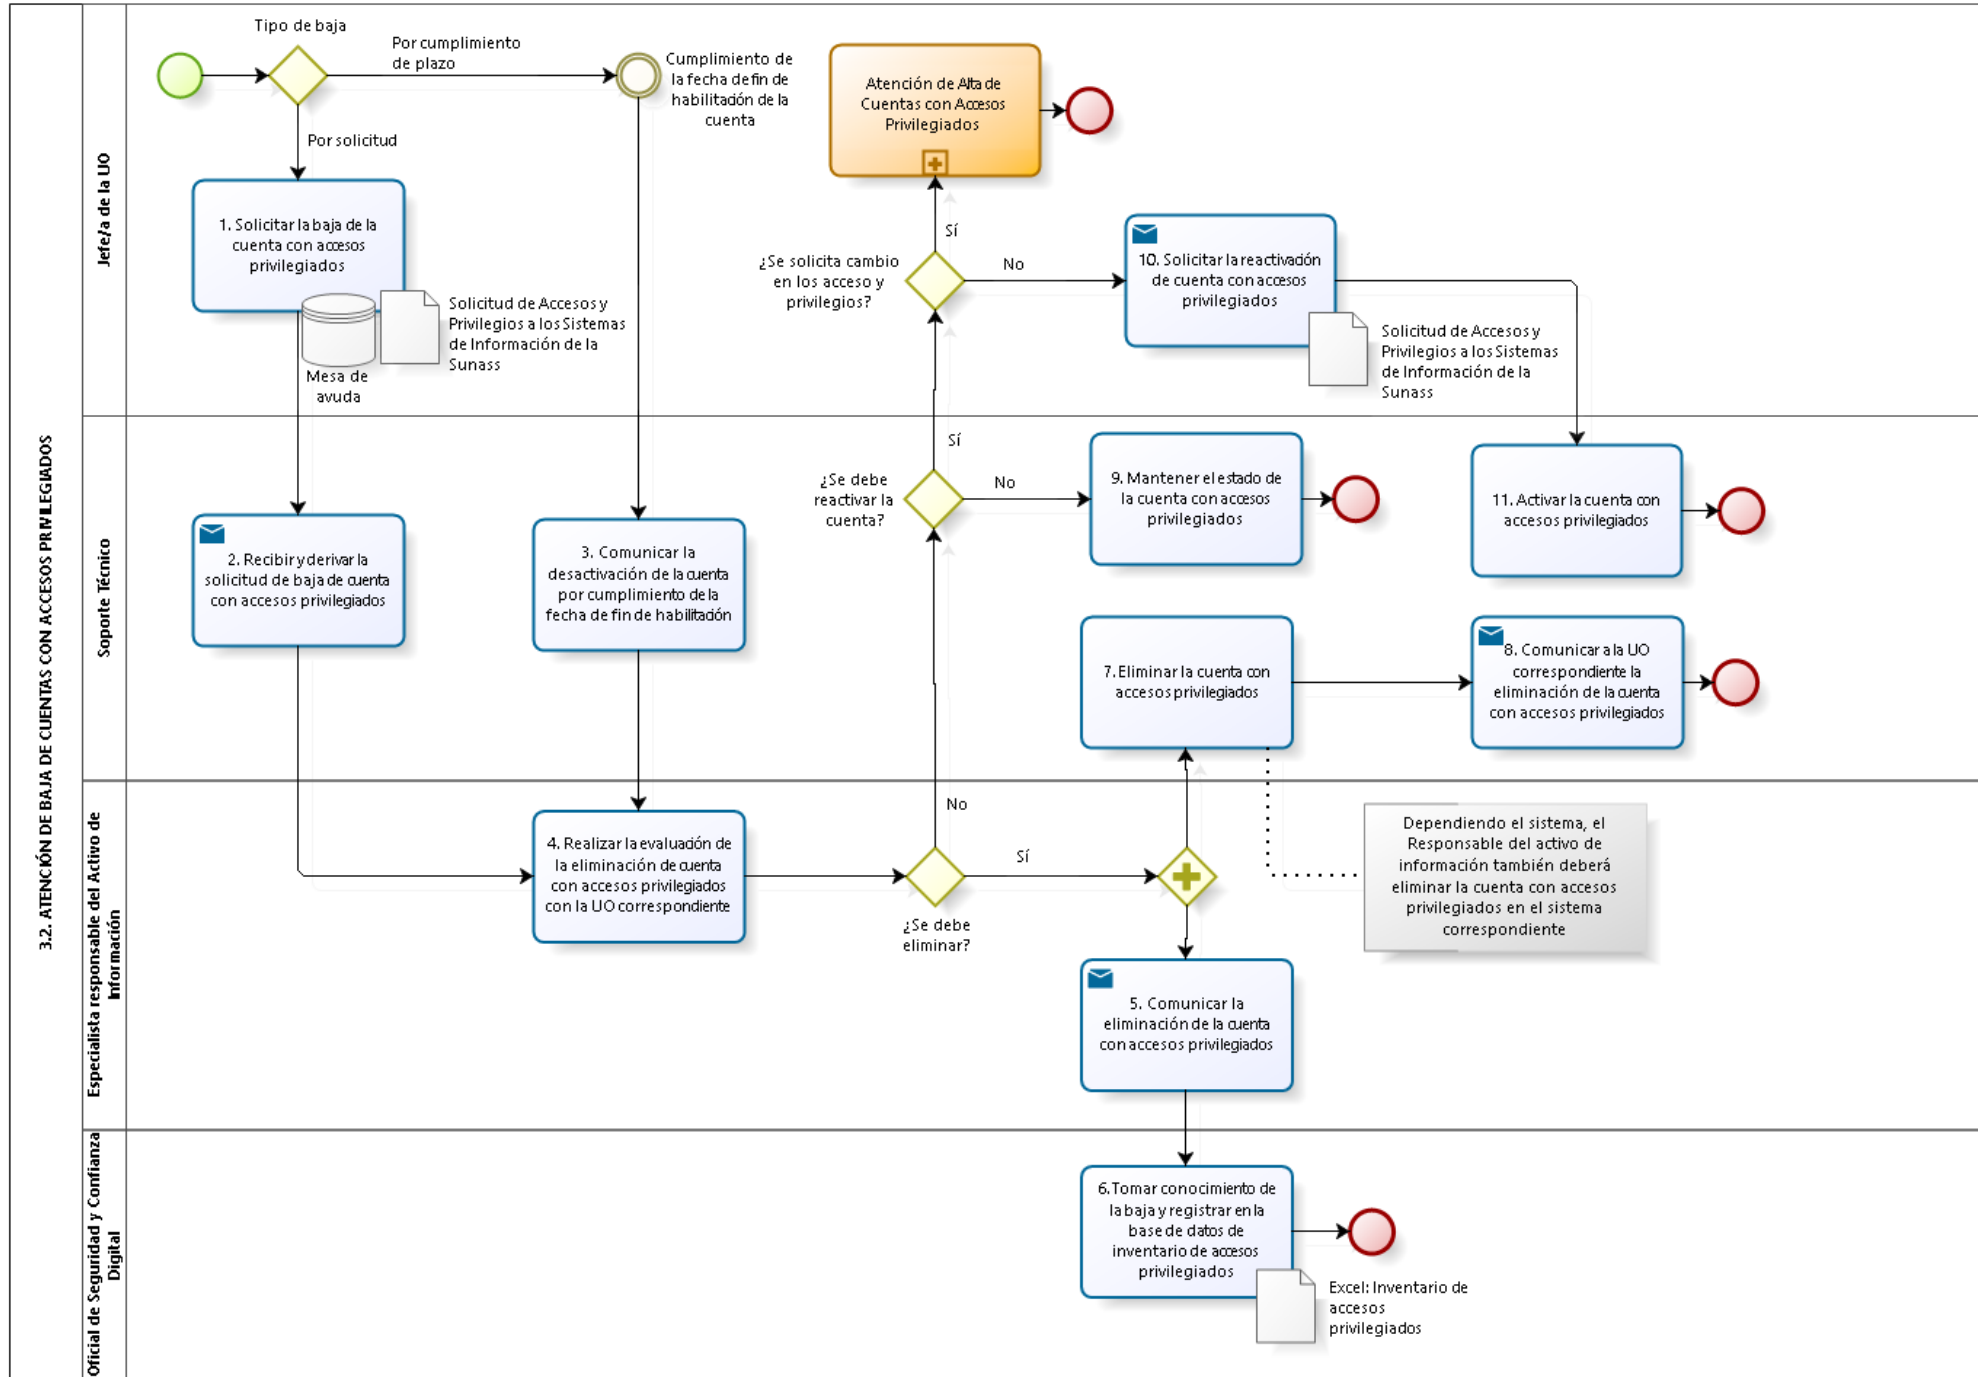 3.2. ATENCIÓN DE BAJA DE CUENTAS CON ACCESOS PRIVILEGIADOS
Jefe/a de la UO
Tipo de baja
Por cumplimiento
de plazo
Cumplimiento de
la fecha de fin de
habilitación de la
cuenta
Por solicitud
1. Solicitar la baja de la
cuenta con accesos
privilegiados
Mesa de
avuda
Solicitud de Accesos y
Privilegios a los Sistemas
de Información de la
Sunass
Atención de Alta de
Cuentas con Accesos
Privilegiados
Sí
¿Se solicita cambio
en los acceso y
privilegios?
No
10. Solicitar la reactivación
de cuenta con accesos
privilegiados
Solicitud de Accesos y
Privilegios a los Sistemas
de Información de la
Sunass
Soporte Técnico
2. Recibir y derivar la
solicitud de baja de cuenta
con accesos privilegiados
3. Comunicar la
desactivación de la cuenta
por cumplimiento de la
fecha de fin de habilitación
Sí
¿Se debe
reactivar la
cuenta?
No
9. Mantener el estado de
la cuenta con accesos
privilegiados
11. Activar la cuenta con
accesos privilegiados
7. Eliminar la cuenta con
accesos privilegiados
8. Comunicar a la UO
correspondiente la
eliminación de la cuenta
con accesos privilegiados
Especialista responsable del Activo de
Información
4. Realizar la evaluación de
la eliminación de cuenta
con accesos privilegiados
con la UO correspondiente
No
Sí
¿Se debe
eliminar?
Dependiendo el sistema, el
Responsable del activo de
información también deberá
eliminar la cuenta con accesos
privilegiados en el sistema
correspondiente
5. Comunicar la
eliminación de la cuenta
con accesos privilegiados
Oficial de Seguridad y Confianza
Digital
6. Tomar conocimiento de
la baja y registrar en la
base de datos de
inventario de accesos
privilegiados
Excel: Inventario de
accesos
privilegiados